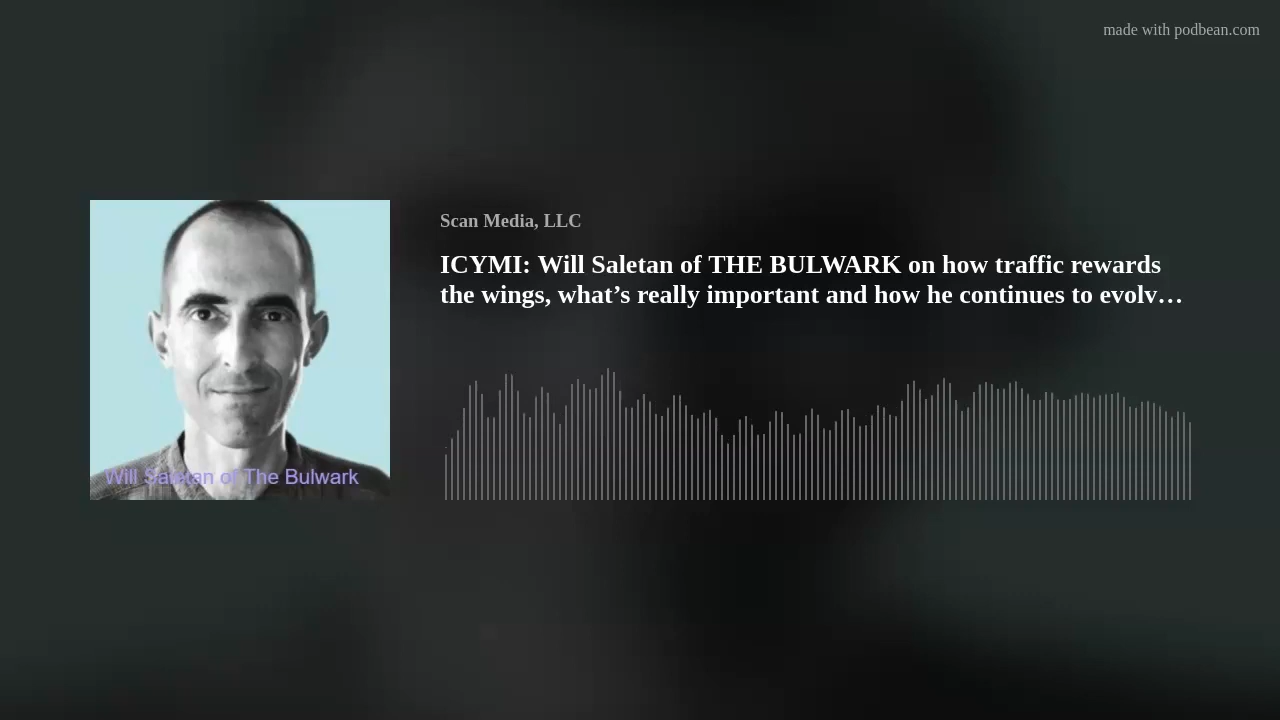 made with podbean.com
Scan Media, LLC
ICYMI: Will Saletan of THE BULWARK on how traffic rewards
the wings, what’s really important and how he continues to evolv…
Will Saletan of The Bulwark